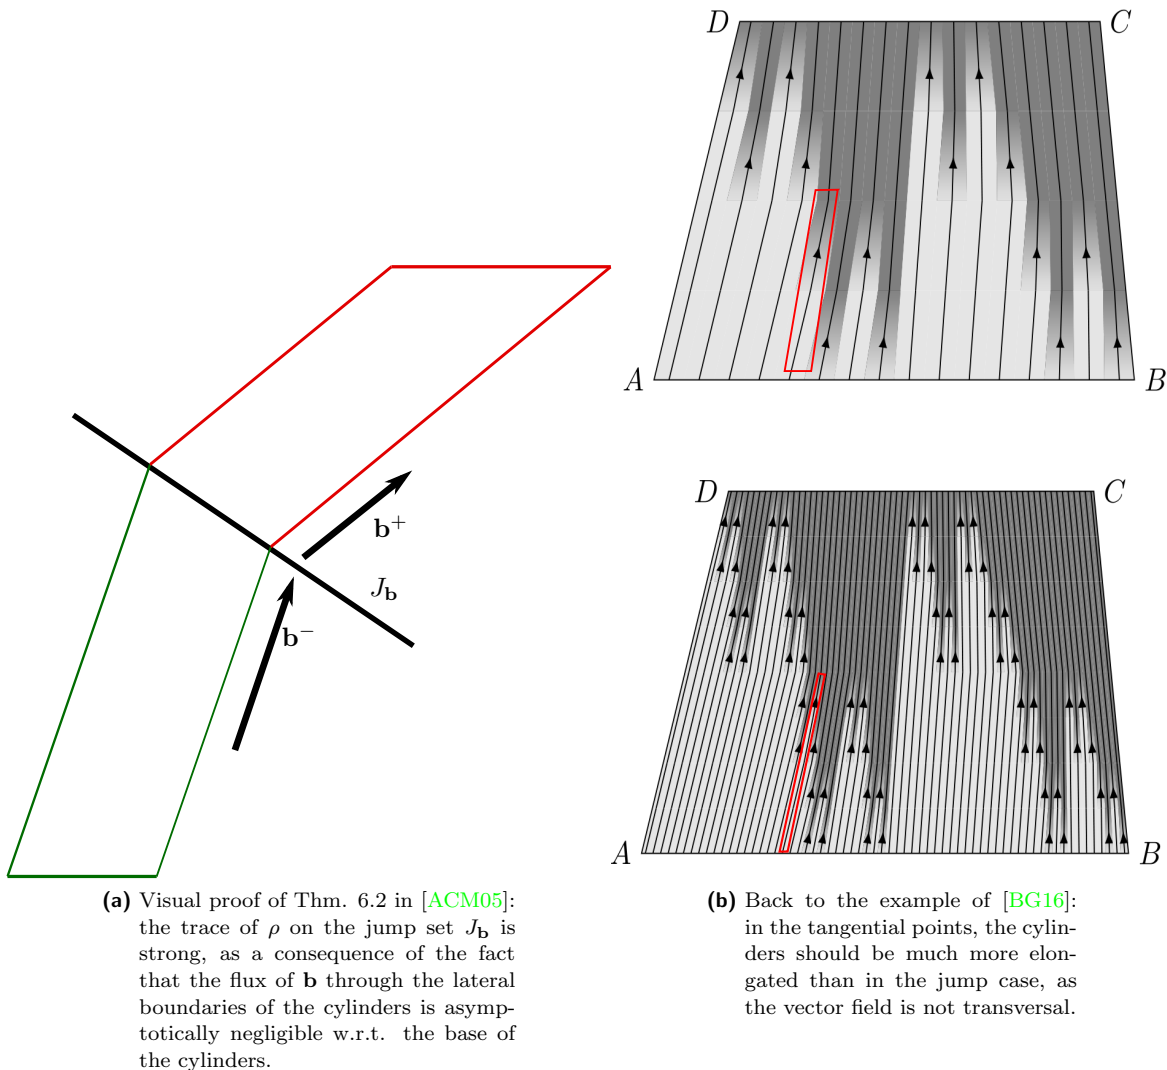 D
C
A
B
b⁺
J_b
b⁻
D
C
A
B
(a) Visual proof of Thm. 6.2 in [ACM05]:
the trace of ρ on the jump set J_b is
strong, as a consequence of the fact
that the flux of b through the lateral
boundaries of the cylinders is asymp-
totically negligible w.r.t. the base of
the cylinders.
(b) Back to the example of [BG16]:
in the tangential points, the cylin-
ders should be much more elon-
gated than in the jump case, as
the vector field is not transversal.